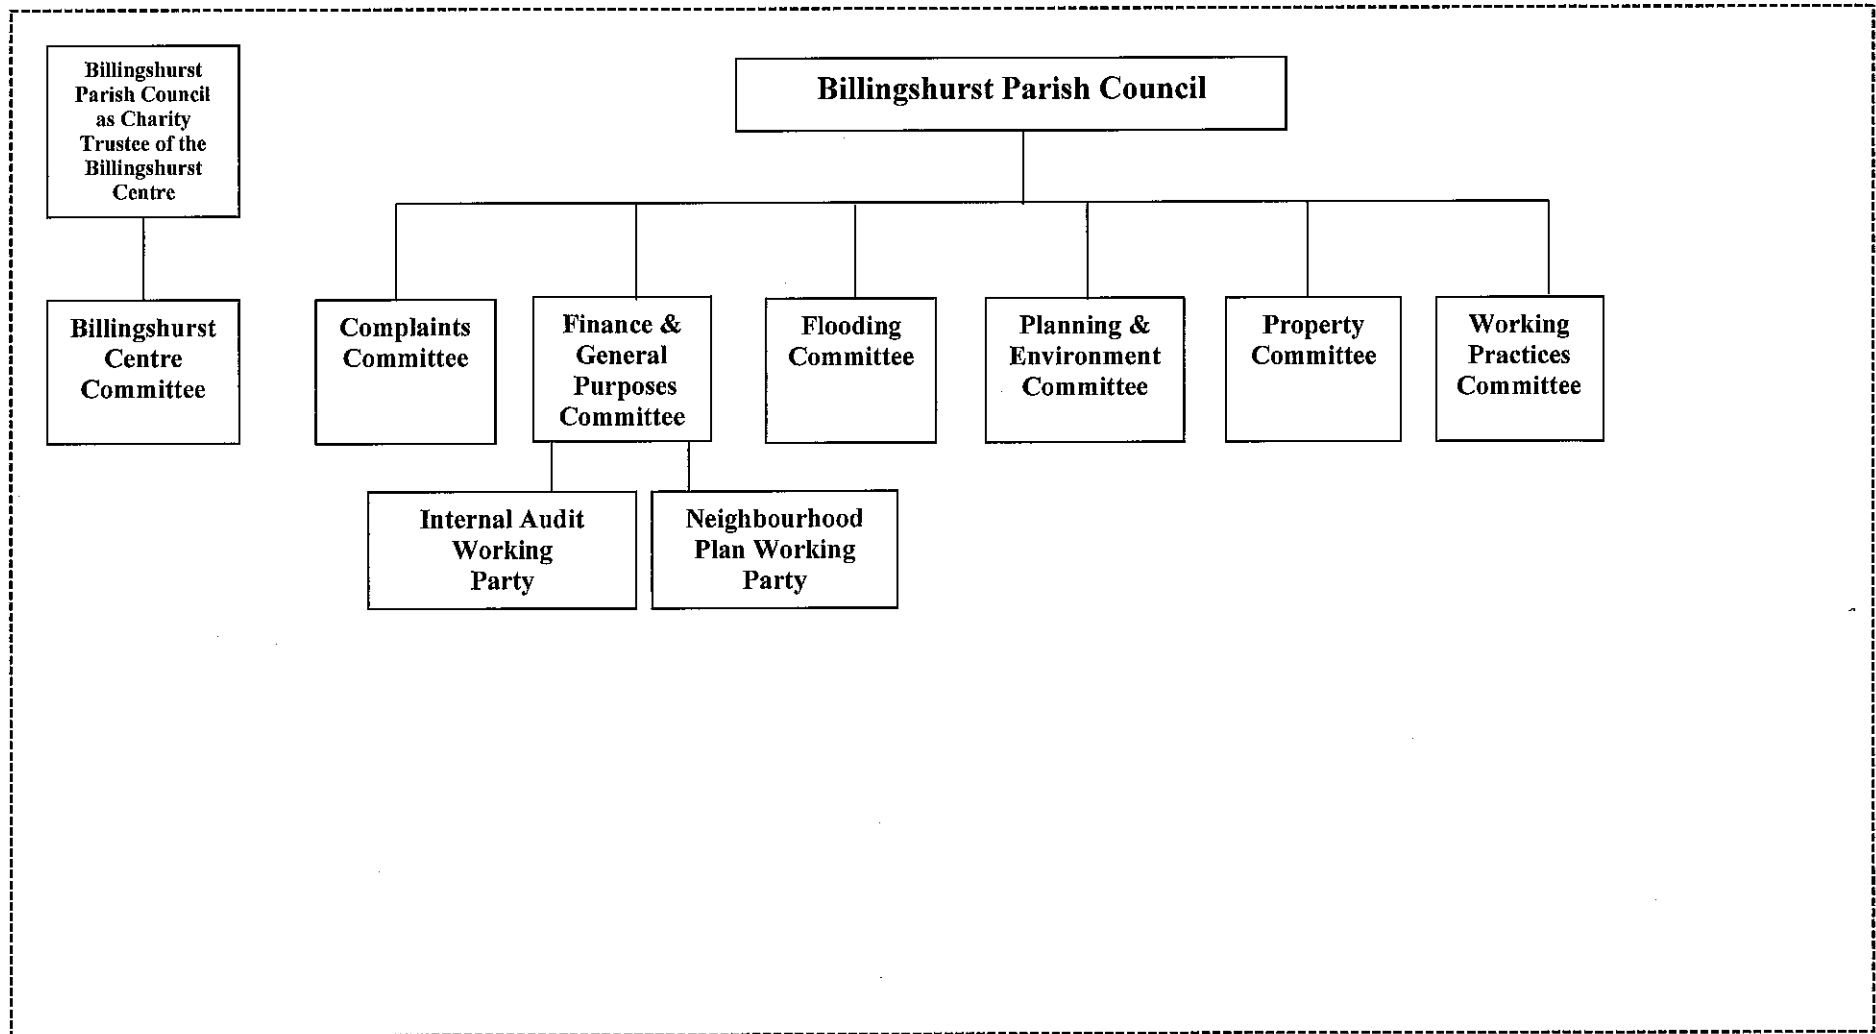 Billingshurst
Parish Council
as Charity
Trustee of the
Billingshurst
Centre
Billingshurst Parish Council
Billingshurst
Centre
Committee
Complaints
Committee
Finance &
General
Purposes
Committee
Flooding
Committee
Planning &
Environment
Committee
Property
Committee
Working
Practices
Committee
Internal Audit
Working
Party
Neighbourhood
Plan Working
Party